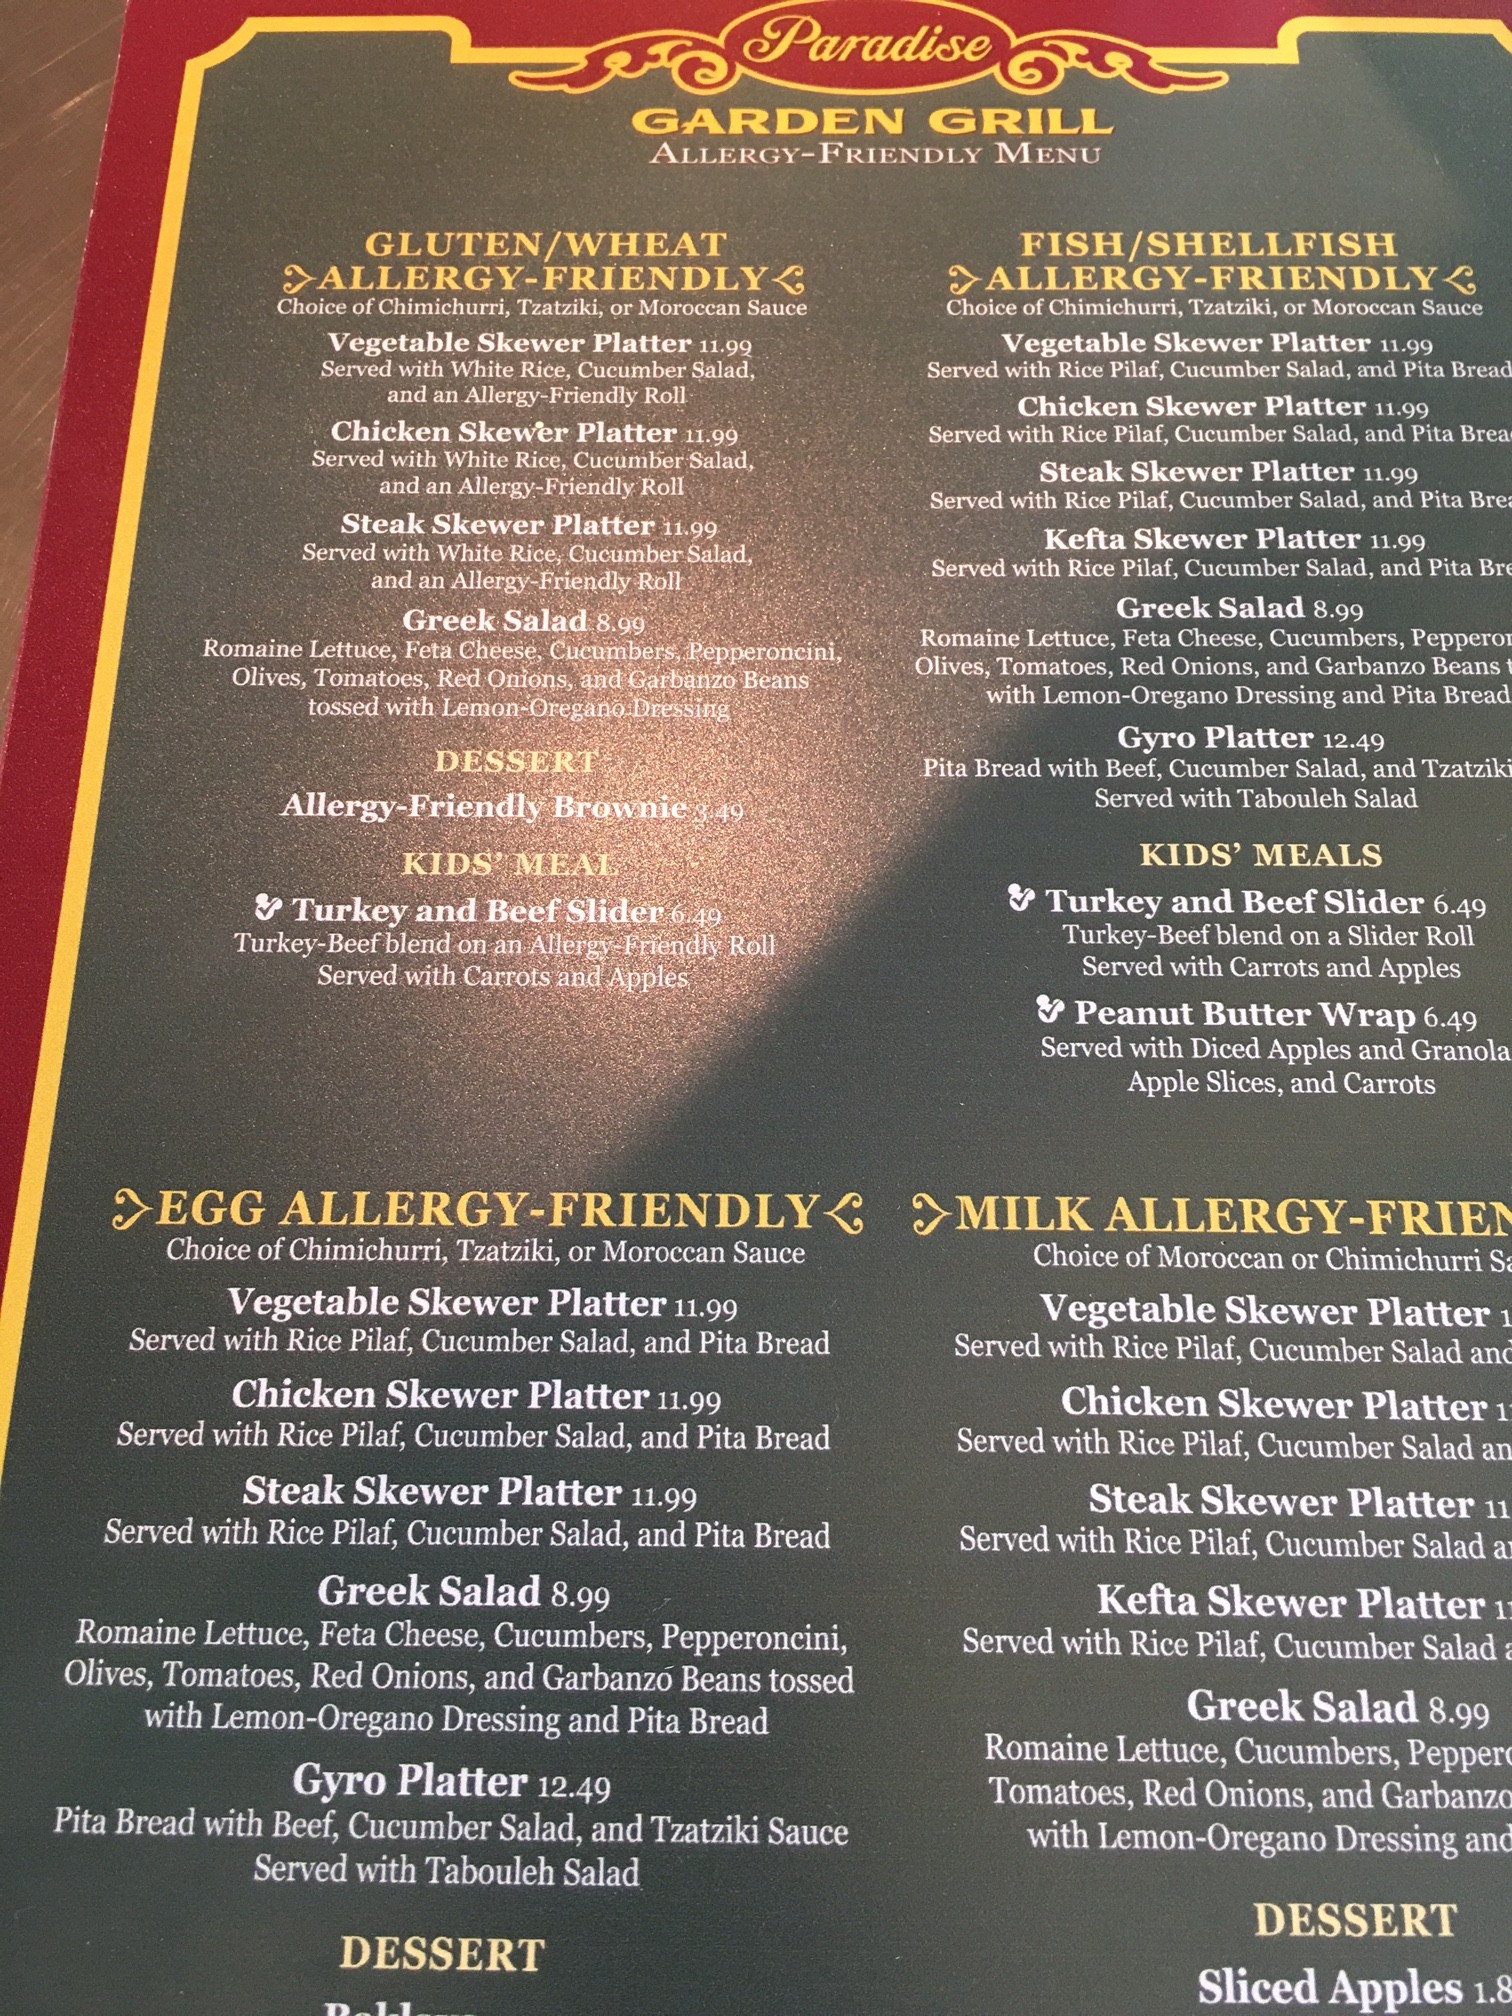 Paradise
GARDEN GRILL
ALLERGY-FRIENDLY MENU
GLUTEN/WHEAT
ALLERGY-FRIENDLY
Choice of Chimichurri, Tzatziki, or Moroccan Sauce
Vegetable Skewer Platter 11.99
Served with White Rice, Cucumber Salad,
and an Allergy-Friendly Roll
Chicken Skewer Platter 11.99
Served with White Rice, Cucumber Salad,
and an Allergy-Friendly Roll
Steak Skewer Platter 11.99
Served with White Rice, Cucumber Salad,
and an Allergy-Friendly Roll
Greek Salad 8.99
Romaine Lettuce, Feta Cheese, Cucumbers, Pepperoncini,
Olives, Tomatoes, Red Onions, and Garbanzo Beans
tossed with Lemon-Oregano Dressing
DESSERT
Allergy-Friendly Brownie 3.49
KIDS' MEAL
Turkey and Beef Slider 6.49
Turkey-Beef blend on an Allergy-Friendly Roll
Served with Carrots and Apples
FISH/SHELLFISH
ALLERGY-FRIENDLY
Choice of Chimichurri, Tzatziki, or Moroccan Sauce
Vegetable Skewer Platter 11.99
Served with Rice Pilaf, Cucumber Salad, and Pita Bread
Chicken Skewer Platter 11.99
Served with Rice Pilaf, Cucumber Salad, and Pita
Steak Skewer Platter 11.99
Served with Rice Pilaf, Cucumber Salad, and Pita
Kefta Skewer Platter 11.99
Served with Rice Pilaf, Cucumber Salad, and Pita
Greek Salad 8.99
Romaine Lettuce, Feta Cheese, Cucumbers,
Olives, Tomatoes, Red Onions, and Garbanzo Beans
with Lemon-Oregano Dressing and Pita Bread
Gyro Platter 12.49
Pita Bread with Beef, Cucumber Salad, and Tzatziki
Served with Tabouleh Salad
KIDS' MEALS
Turkey and Beef Slider 6.49
Turkey-Beef blend on a Slider Roll
Served with Carrots and Apples
Peanut Butter Wrap 6.49
Served with Diced Apples and Granola
Apple Slices, and Carrots
EGG ALLERGY-FRIENDLY
Choice of Chimichurri, Tzatziki, or Moroccan Sauce
Vegetable Skewer Platter 11.99
Served with Rice Pilaf, Cucumber Salad, and Pita Bread
Chicken Skewer Platter 11.99
Served with Rice Pilaf, Cucumber Salad, and Pita Bread
Steak Skewer Platter 11.99
Served with Rice Pilaf, Cucumber Salad, and Pita Bread
Greek Salad 8.99
Romaine Lettuce, Feta Cheese, Cucumbers, Pepperoncini,
Olives, Tomatoes, Red Onions, and Garbanzo Beans tossed
with Lemon-Oregano Dressing and Pita Bread
Gyro Platter 12.49
Pita Bread with Beef, Cucumber Salad, and Tzatziki Sauce
Served with Tabouleh Salad
DESSERT
MILK
Choice of Moroccan or Chimichurri
Vegetable Skewer Platter
Served with Rice Pilaf, Cucumber Salad and
Chicken Skewer Platter
Served with Rice Pilaf, Cucumber Salad
Steak Skewer Platter
Served with Rice Pilaf, Cucumber Salad
Kefta Skewer Platter
Served with Rice Pilaf, Cucumber Salad
Greek Salad 8.99
Romaine Lettuce, Cucumbers,
Tomatoes, Red Onions, and Garbanzo
with Lemon-Oregano Dressing and
DESSERT
Sliced Apples